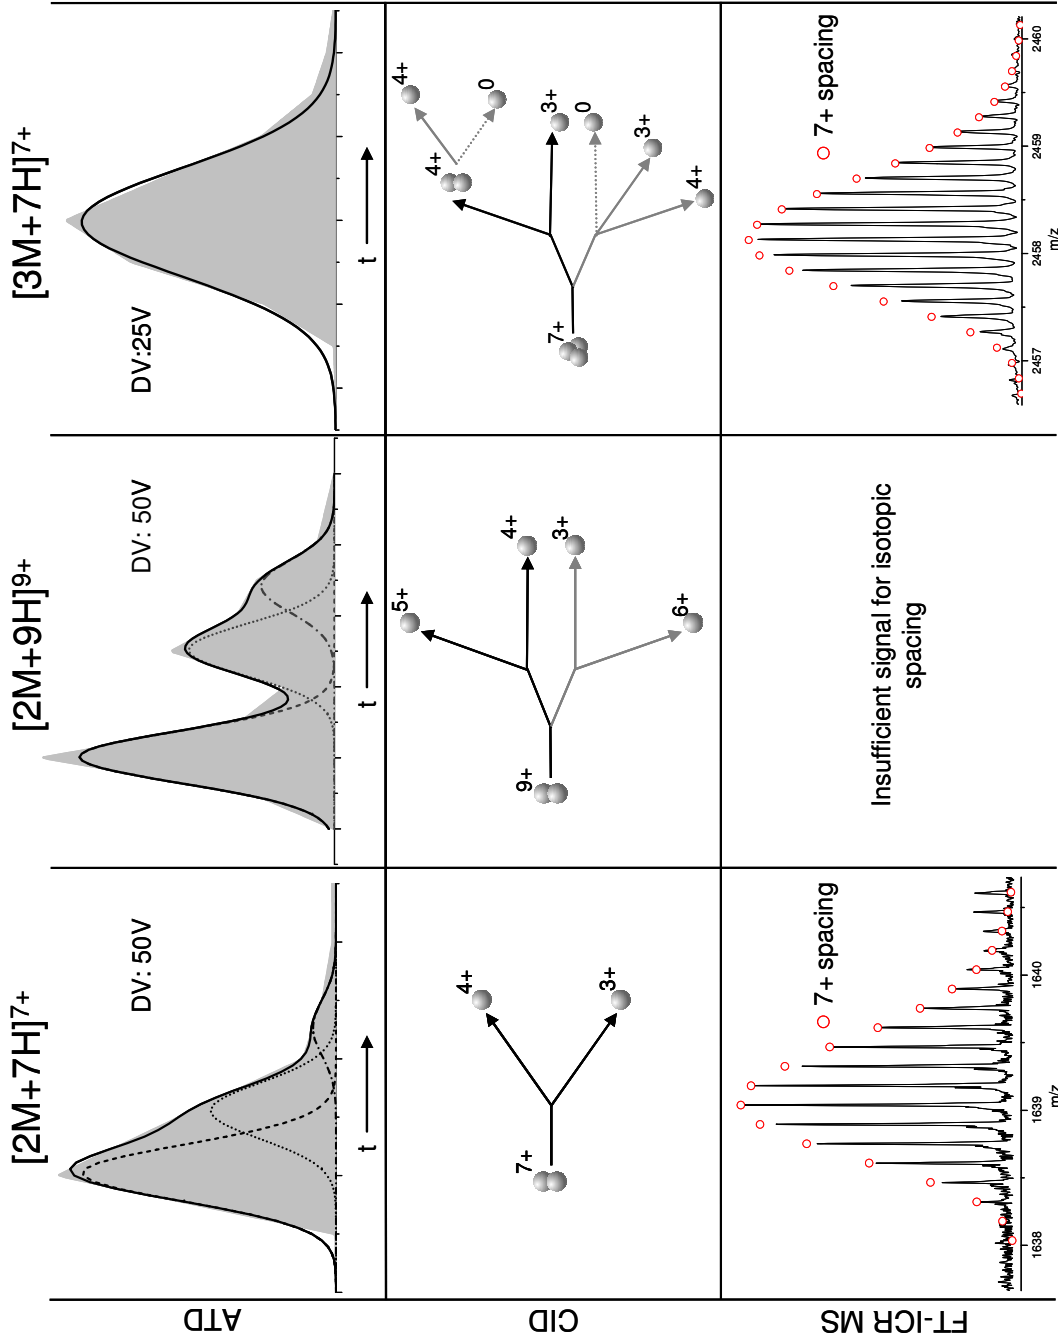 [2M+7H]7+
[2M+9H]9+
[3M+7H]7+
ATD
DV: 50V
t
DV: 50V
t
DV:25V
t
CID
7+
4+
3+
9+
5+
4+
3+
6+
7+
4+
4+
0
3+
0
3+
4+
FT-ICR MS
7+ spacing
1638
1639
1640
m/z
Insufficient signal for isotopic
spacing
7+ spacing
2457
2458
2459
2460
m/z